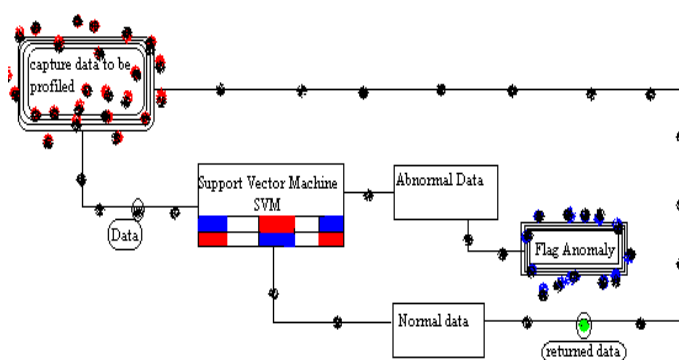 capture data to be
profiled
Support Vector Machine
SVM
Abnormal Data
Data
Flag Anomaly
Normal data
returned data